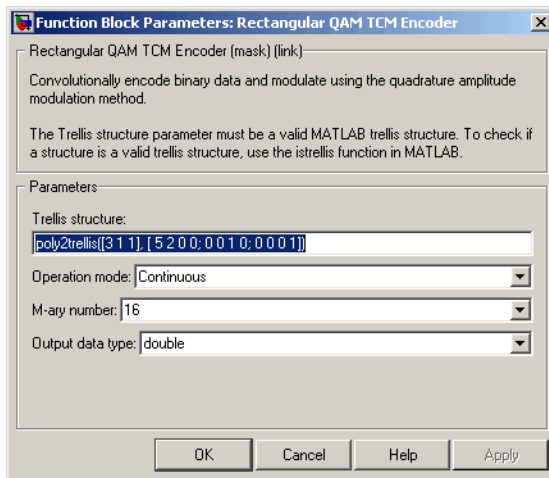 Function Block Parameters: Rectangular QAM TCM Encoder
Rectangular QAM TCM Encoder (mask) (link)
Convolutionally encode binary data and modulate using the quadrature amplitude
modulation method.
The Trellis structure parameter must be a valid MATLAB trellis structure. To check if
a structure is a valid trellis structure, use the istrellis function in MATLAB.
Parameters
Trellis structure:
poly2trellis([3 1 1], [ 5 2 0 0; 0 0 1 0; 0 0 0 1])
Operation mode: Continuous
M-ary number: 16
Output data type: double
OK Cancel Help Apply